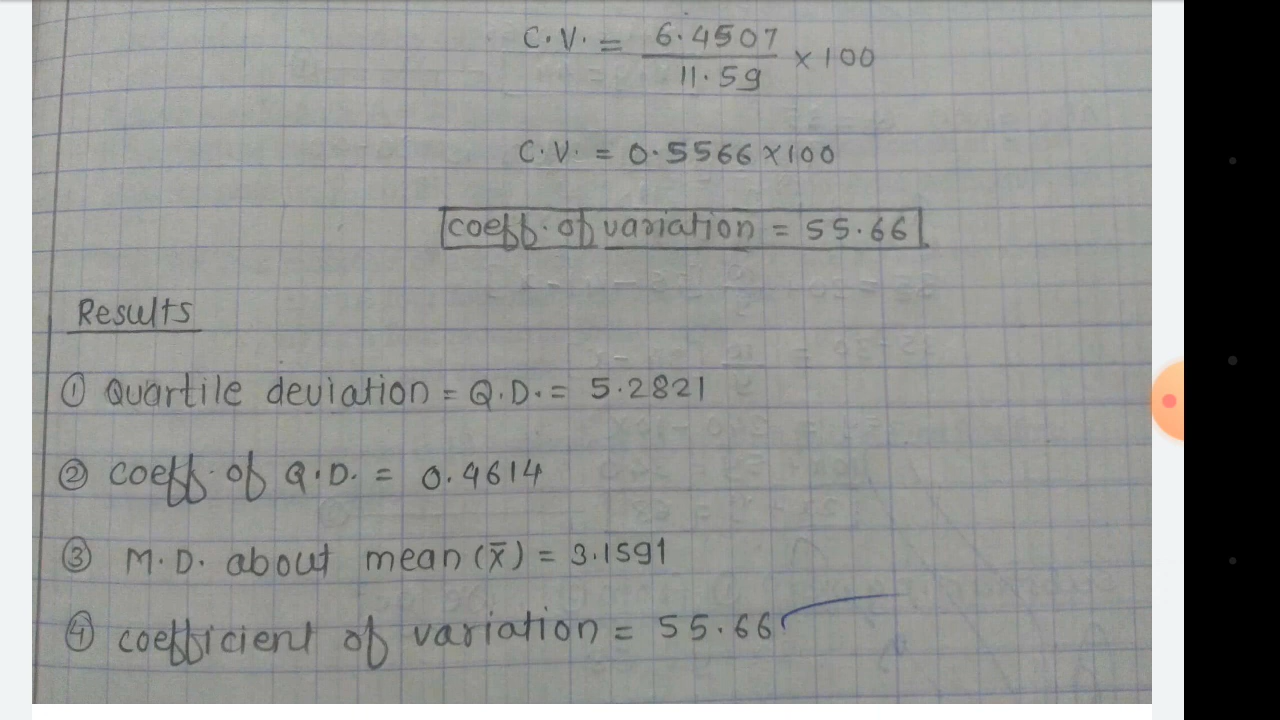 C.V. = 6.4507 / 11.59 × 100
C.V. = 0.5566 × 100
coeff. of variation = 55.66
Results
① Quartile deviation = Q.D. = 5.2821
② coeff. of Q.D. = 0.4614
③ M.D. about mean (x̄) = 3.1591
④ coefficient of variation = 55.66